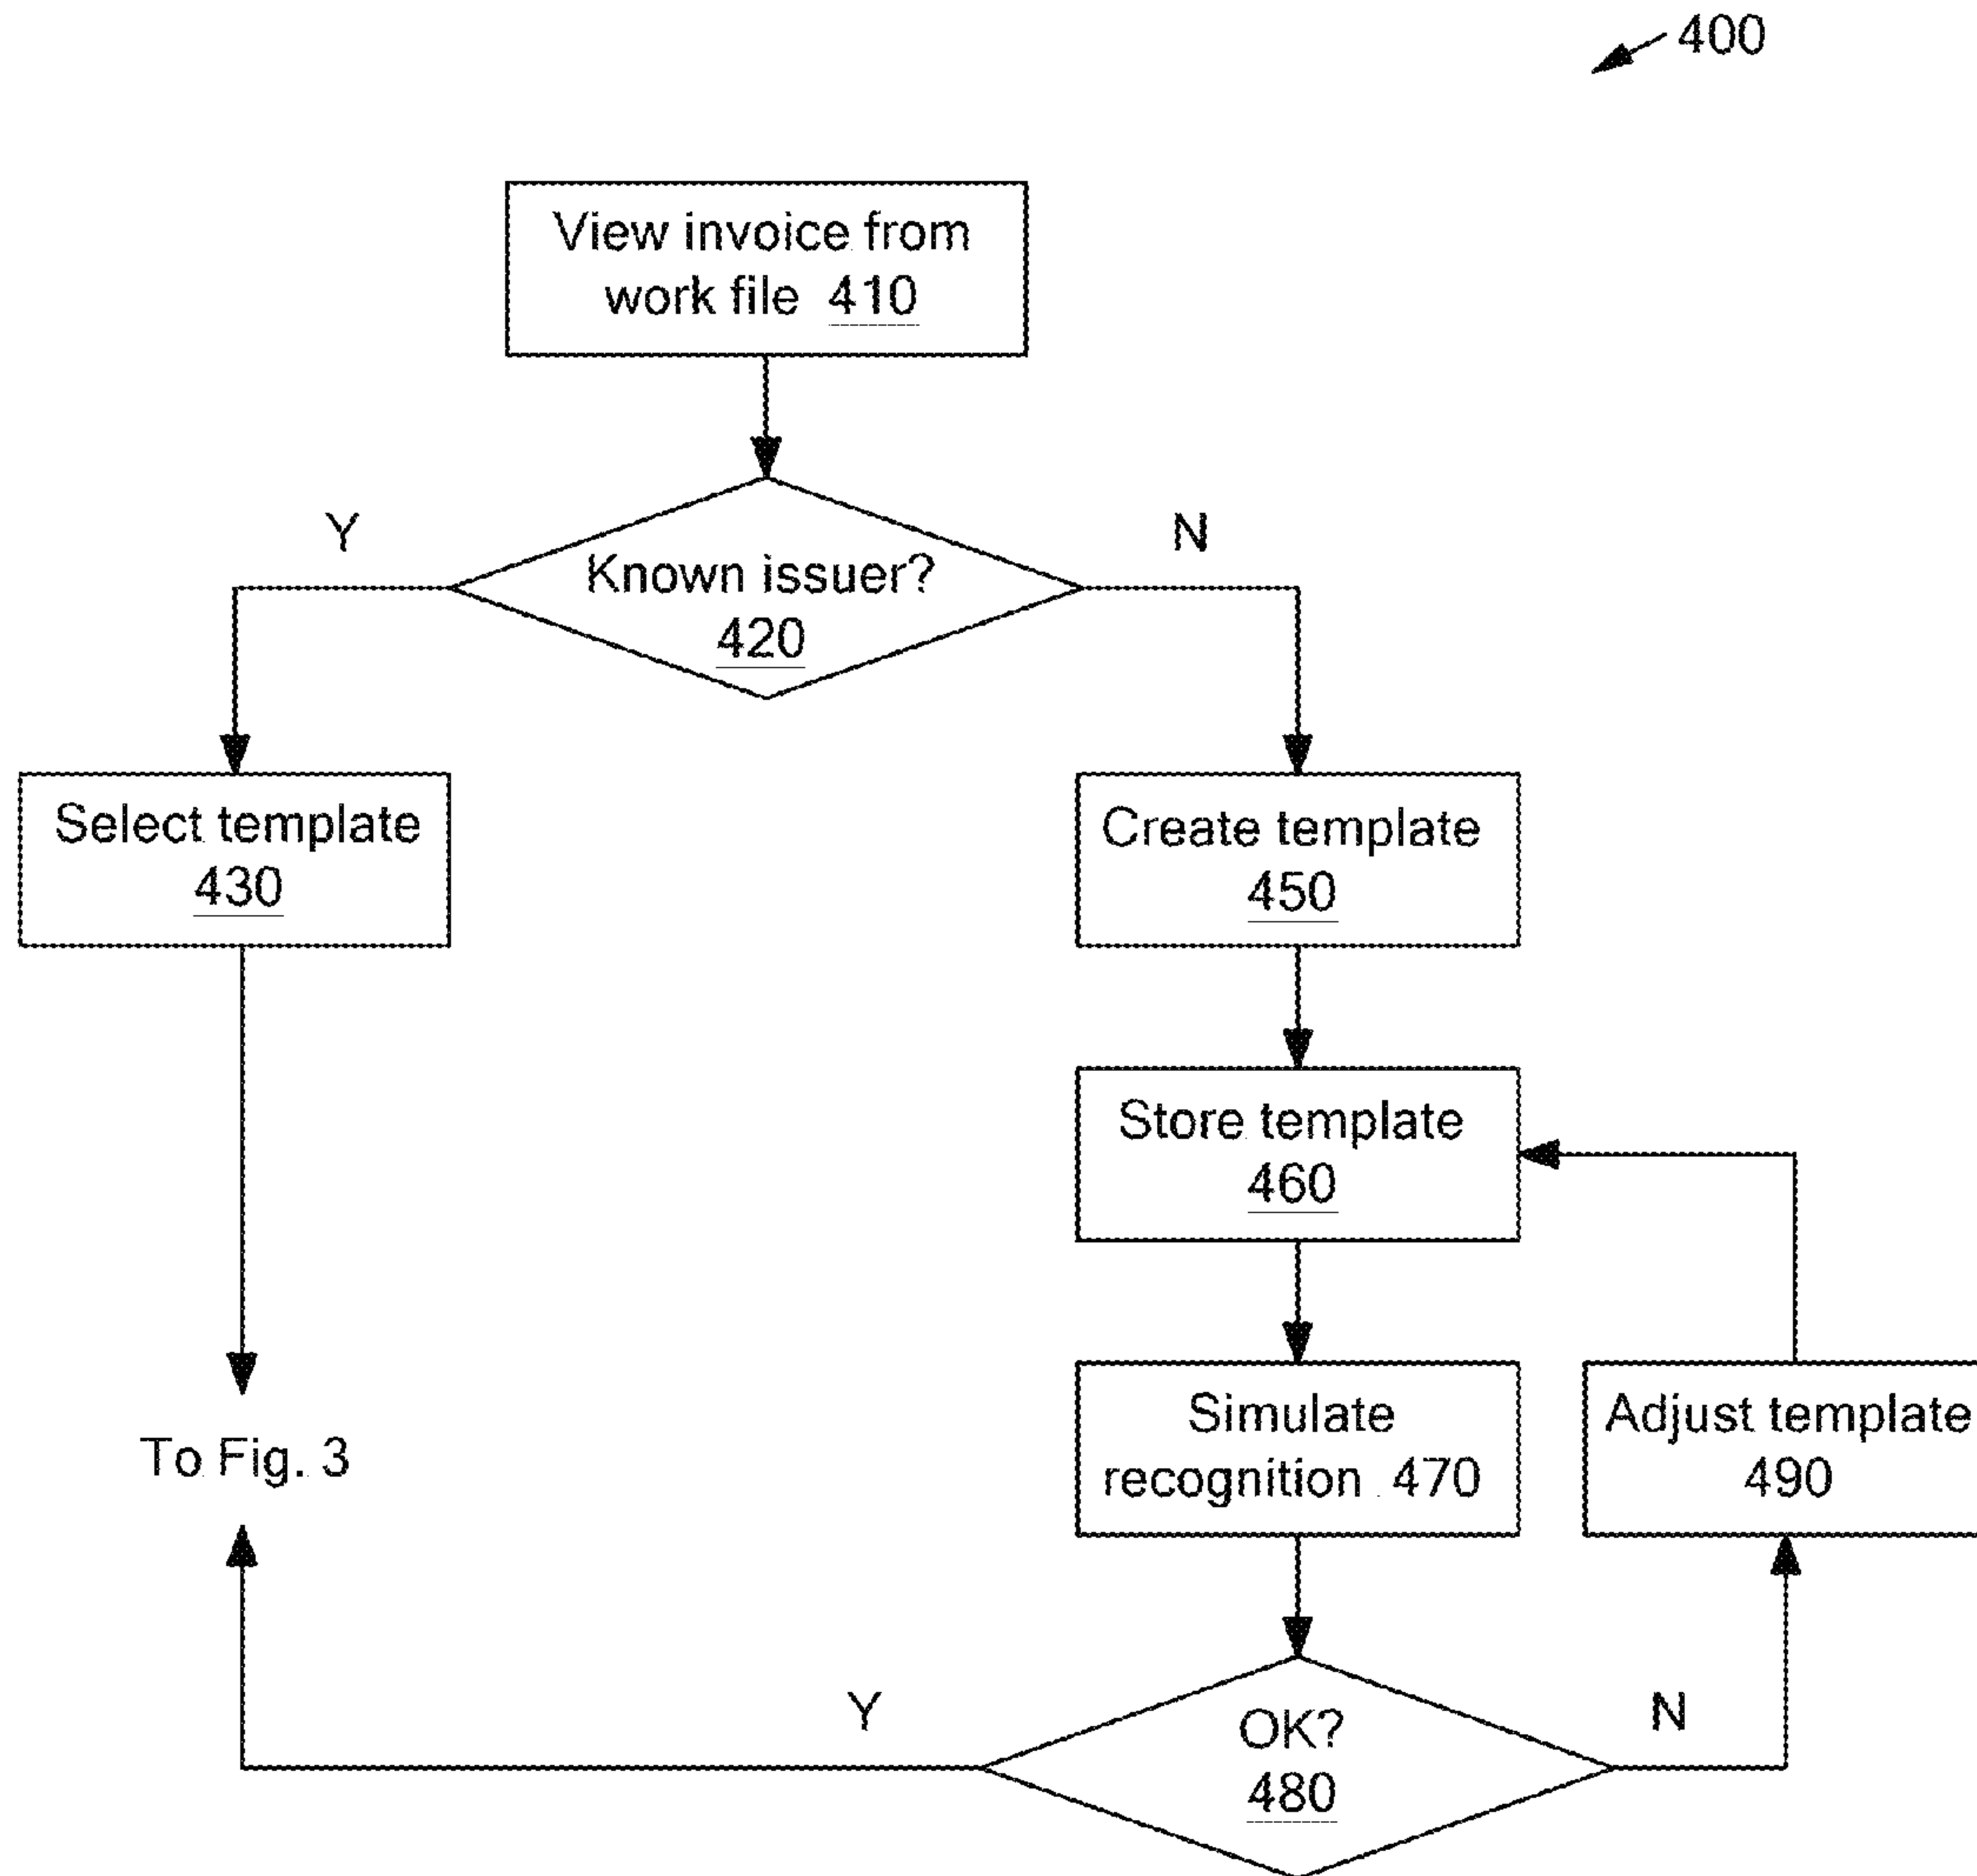 400
View invoice from
work file 410
Y
N
Known issuer?
420
Select template
430
Create template
450
Store template
460
Simulate
recognition 470
Adjust template
490
To Fig. 3
Y
N
OK?
480